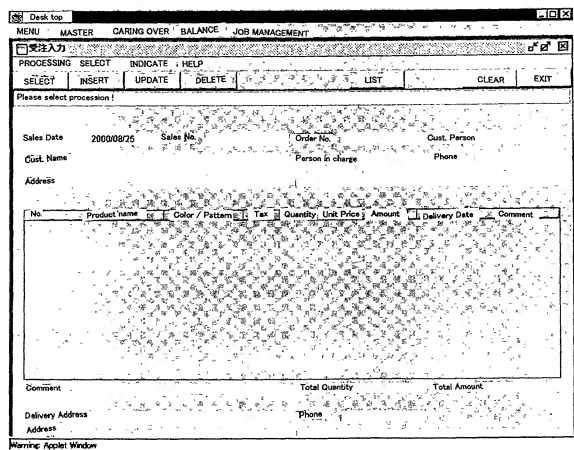 Desk top
MENU MASTER CARING OVER BALANCE JOB MANAGEMENT
受注入力
PROCESSING SELECT INDICATE HELP
SELECT INSERT UPDATE DELETE LIST CLEAR EXIT
Please select procession !
Sales Date 2000/08/25 Sales No. Order No. Cust. Person
Cust. Name Person in charge Phone
Address
No. Product name Color / Pattern Tax Quantity Unit Price Amount Delivery Date Comment
Comment Total Quantity Total Amount
Delivery Address Phone
Address
Warning: Applet Window